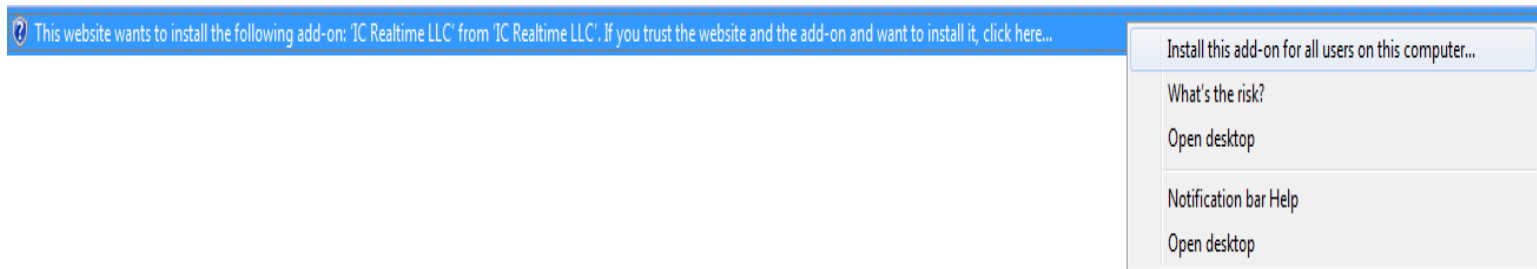 This website wants to install the following add-on: 'IC Realtime LLC' from 'IC Realtime LLC'. If you trust the website and the add-on and want to install it, click here...
Install this add-on for all users on this computer...
What's the risk?
Open desktop
Notification bar Help
Open desktop